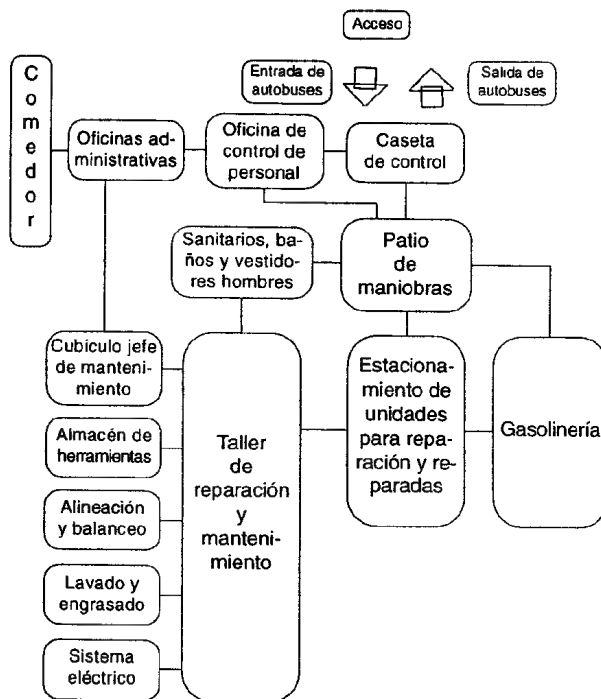 Acceso
Entrada de
autobuses
Salida de
autobuses
C
o
m
e
d
o
r
Oficinas ad-
ministrativas
Oficina de
control de
personal
Caseta
de control
Sanitarios, ba-
ños y vestido-
res hombres
Patio
de
maniobras
Cubículo jefe
de manteni-
miento
Almacén de
herramientas
Alineación
y balanceo
Lavado y
engrasado
Sistema
eléctrico
Taller
de
reparación
y
manteni-
miento
Estaciona-
miento de
unidades
para repa-
ración y re-
paradas
Gasolinería